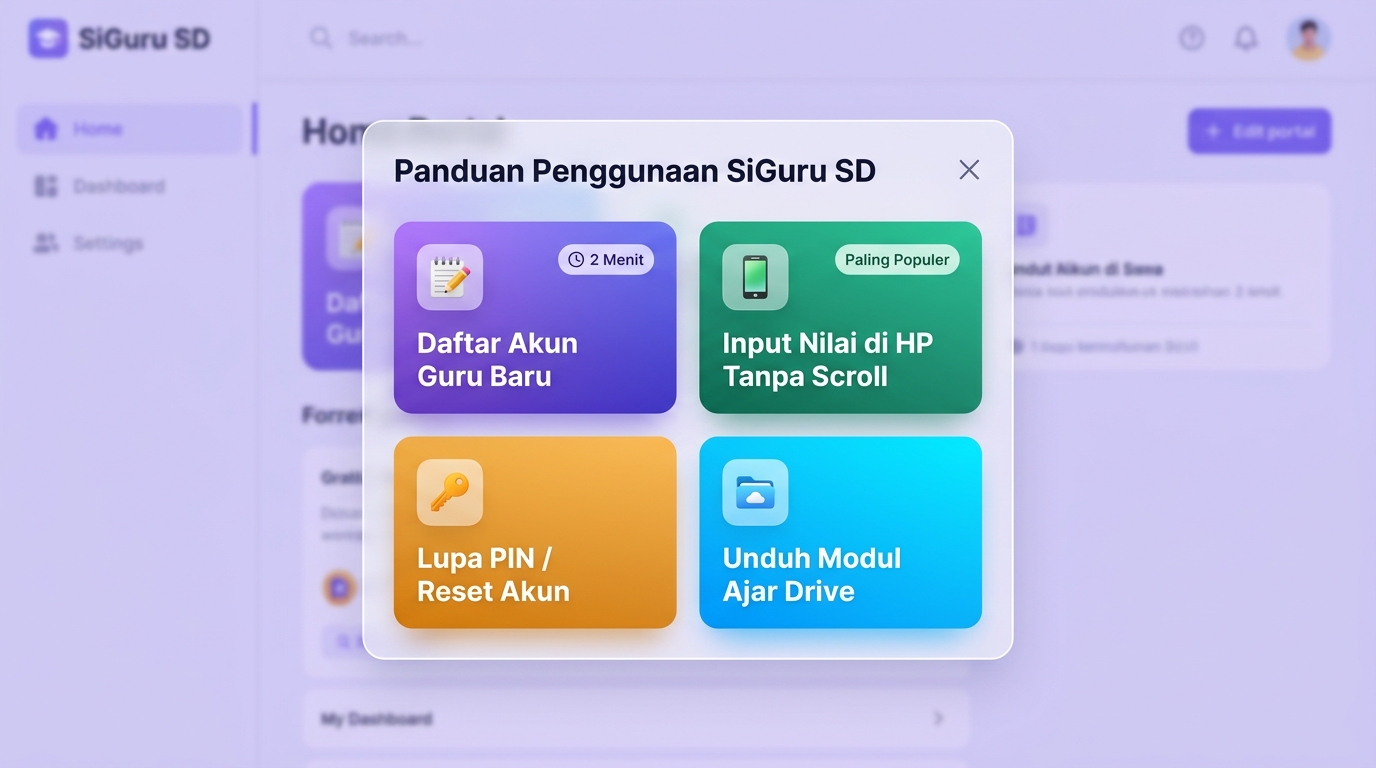 SiGuru SD
Search...
Home
Dashboard
Settings
Edit portal
Panduan Penggunaan SiGuru SD
2 Menit
Daftar Akun
Guru Baru
Paling Populer
Input Nilai di HP
Tanpa Scroll
Lupa PIN /
Reset Akun
Unduh Modul
Ajar Drive
My Dashboard